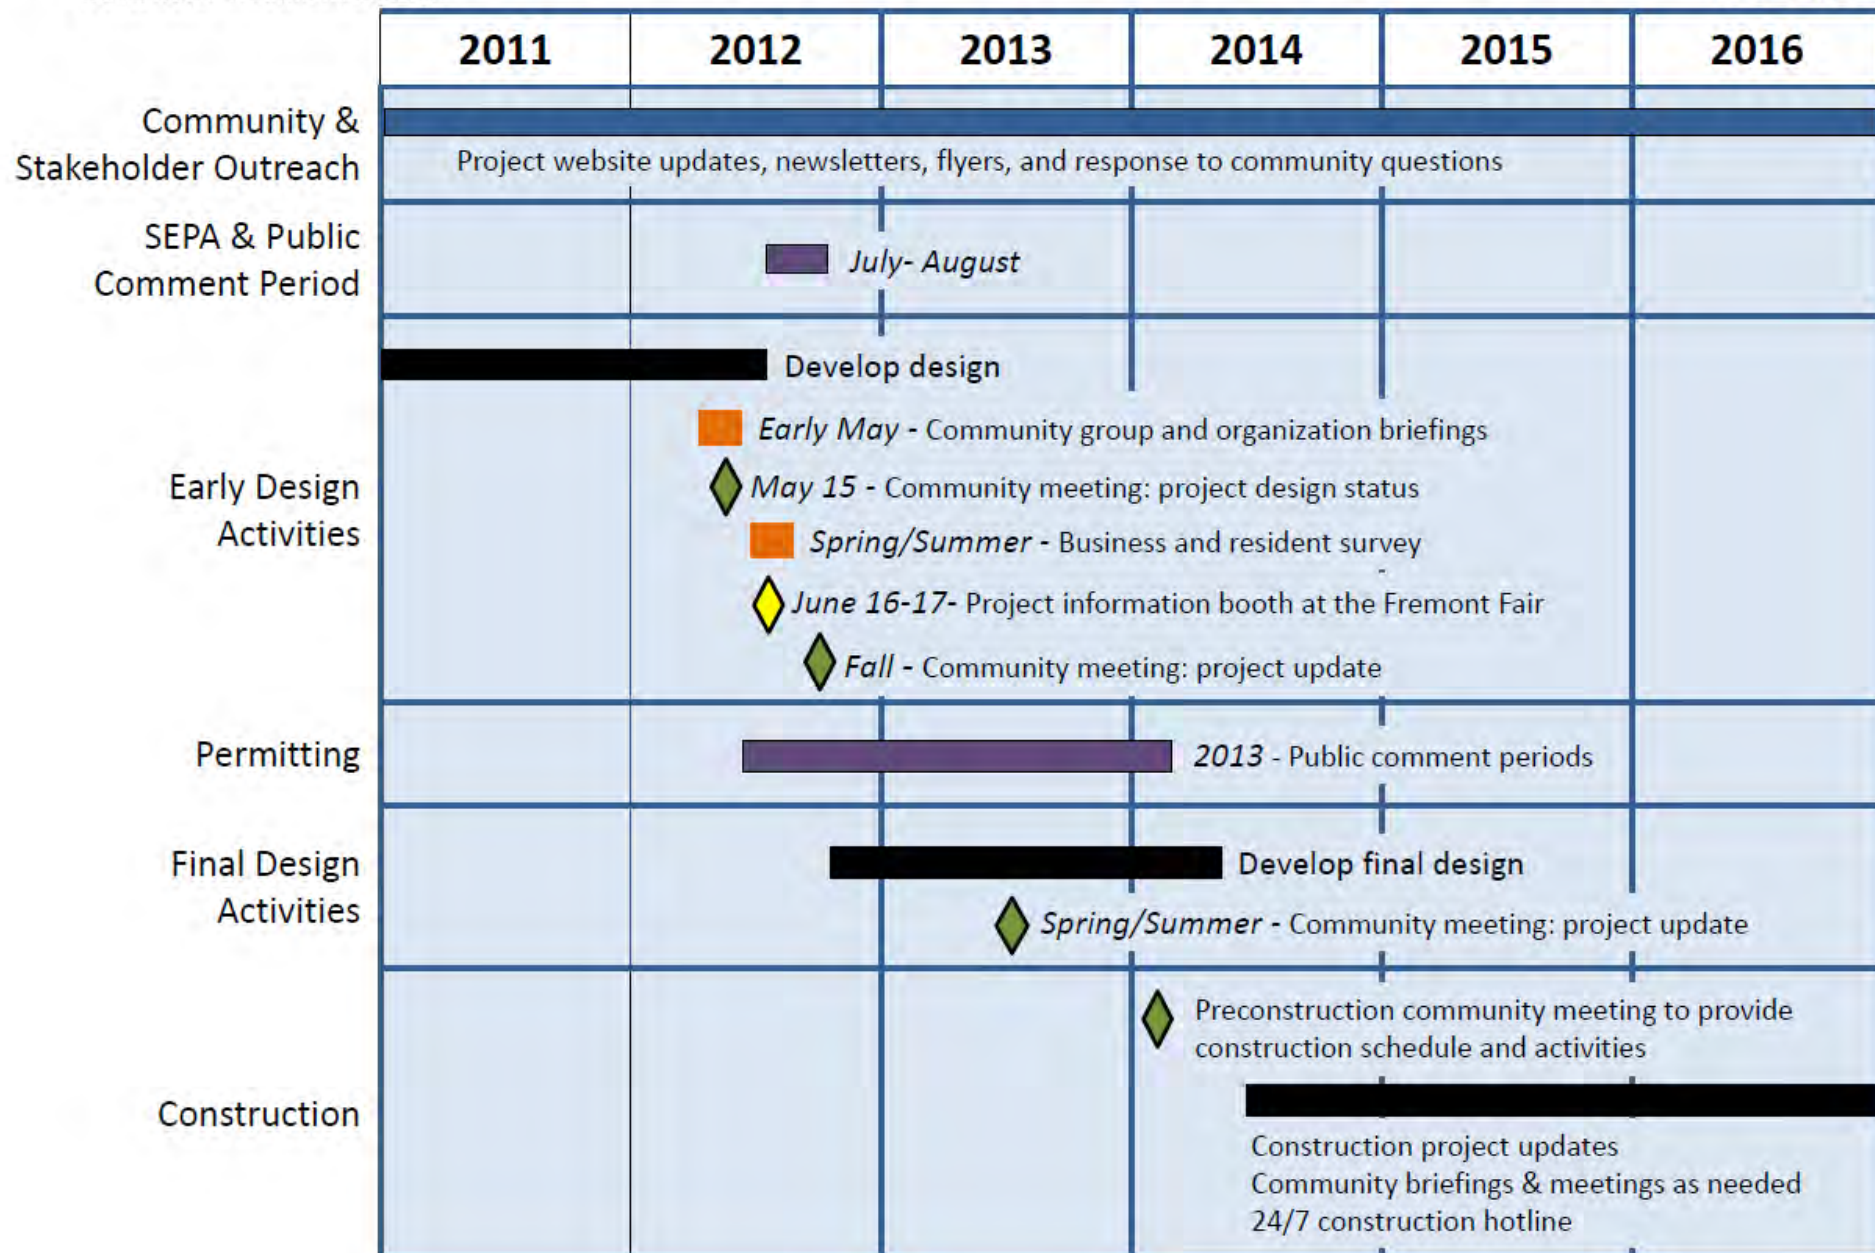 2011 2012 2013 2014 2015 2016
Community &
Stakeholder Outreach
Project website updates, newsletters, flyers, and response to community questions
SEPA & Public
Comment Period
July- August
Early Design
Activities
Develop design
Early May - Community group and organization briefings
May 15 - Community meeting: project design status
Spring/Summer - Business and resident survey
June 16-17- Project information booth at the Fremont Fair
Fall - Community meeting: project update
Permitting
2013 - Public comment periods
Final Design
Activities
Develop final design
Spring/Summer - Community meeting: project update
Construction
Preconstruction community meeting to provide
construction schedule and activities
Construction project updates
Community briefings & meetings as needed
24/7 construction hotline